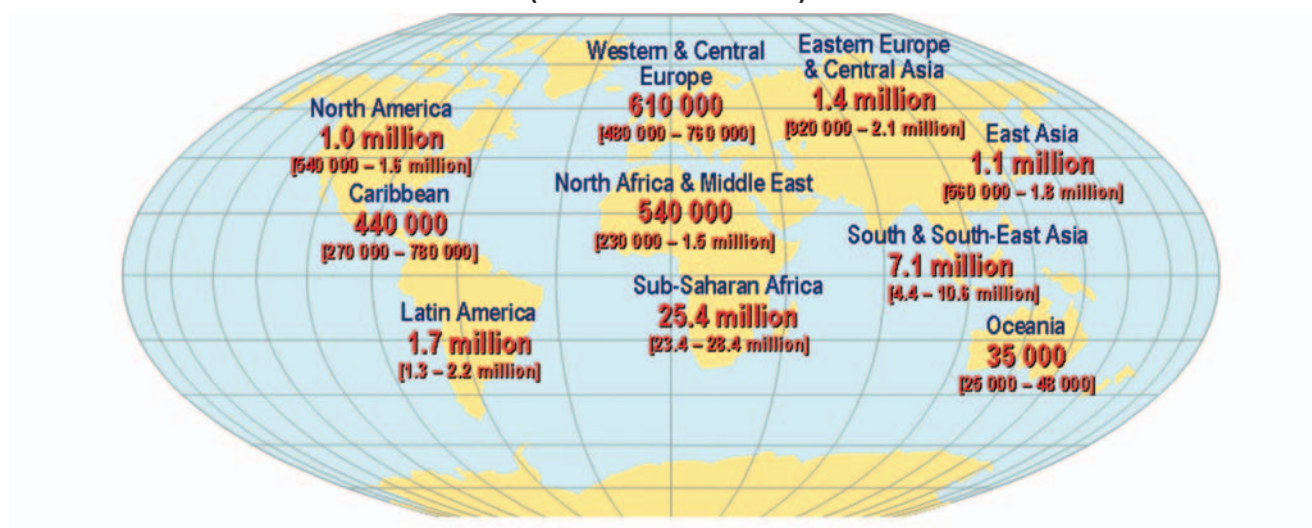 Western & Central
Europe
610 000
[480 000 – 760 000]
Eastern Europe
& Central Asia
1.4 million
[920 000 – 2.1 million]
North America
1.0 million
[540 000 – 1.6 million]
East Asia
1.1 million
[560 000 – 1.8 million]
Caribbean
440 000
[270 000 – 780 000]
North Africa & Middle East
540 000
[230 000 – 1.5 million]
South & South-East Asia
7.1 million
[4.4 – 10.6 million]
Sub-Saharan Africa
25.4 million
[23.4 – 28.4 million]
Latin America
1.7 million
[1.3 – 2.2 million]
Oceania
35 000
[25 000 – 48 000]